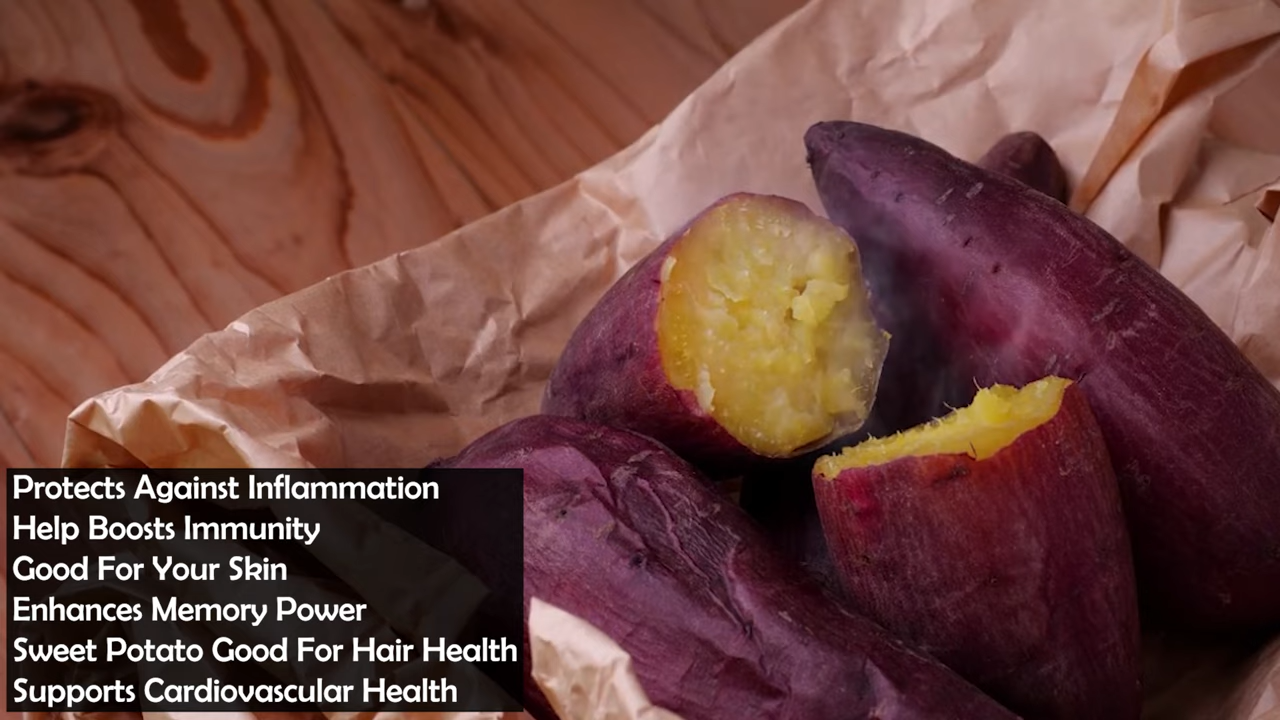 Protects Against Inflammation
Help Boosts Immunity
Good For Your Skin
Enhances Memory Power
Sweet Potato Good For Hair Health
Supports Cardiovascular Health